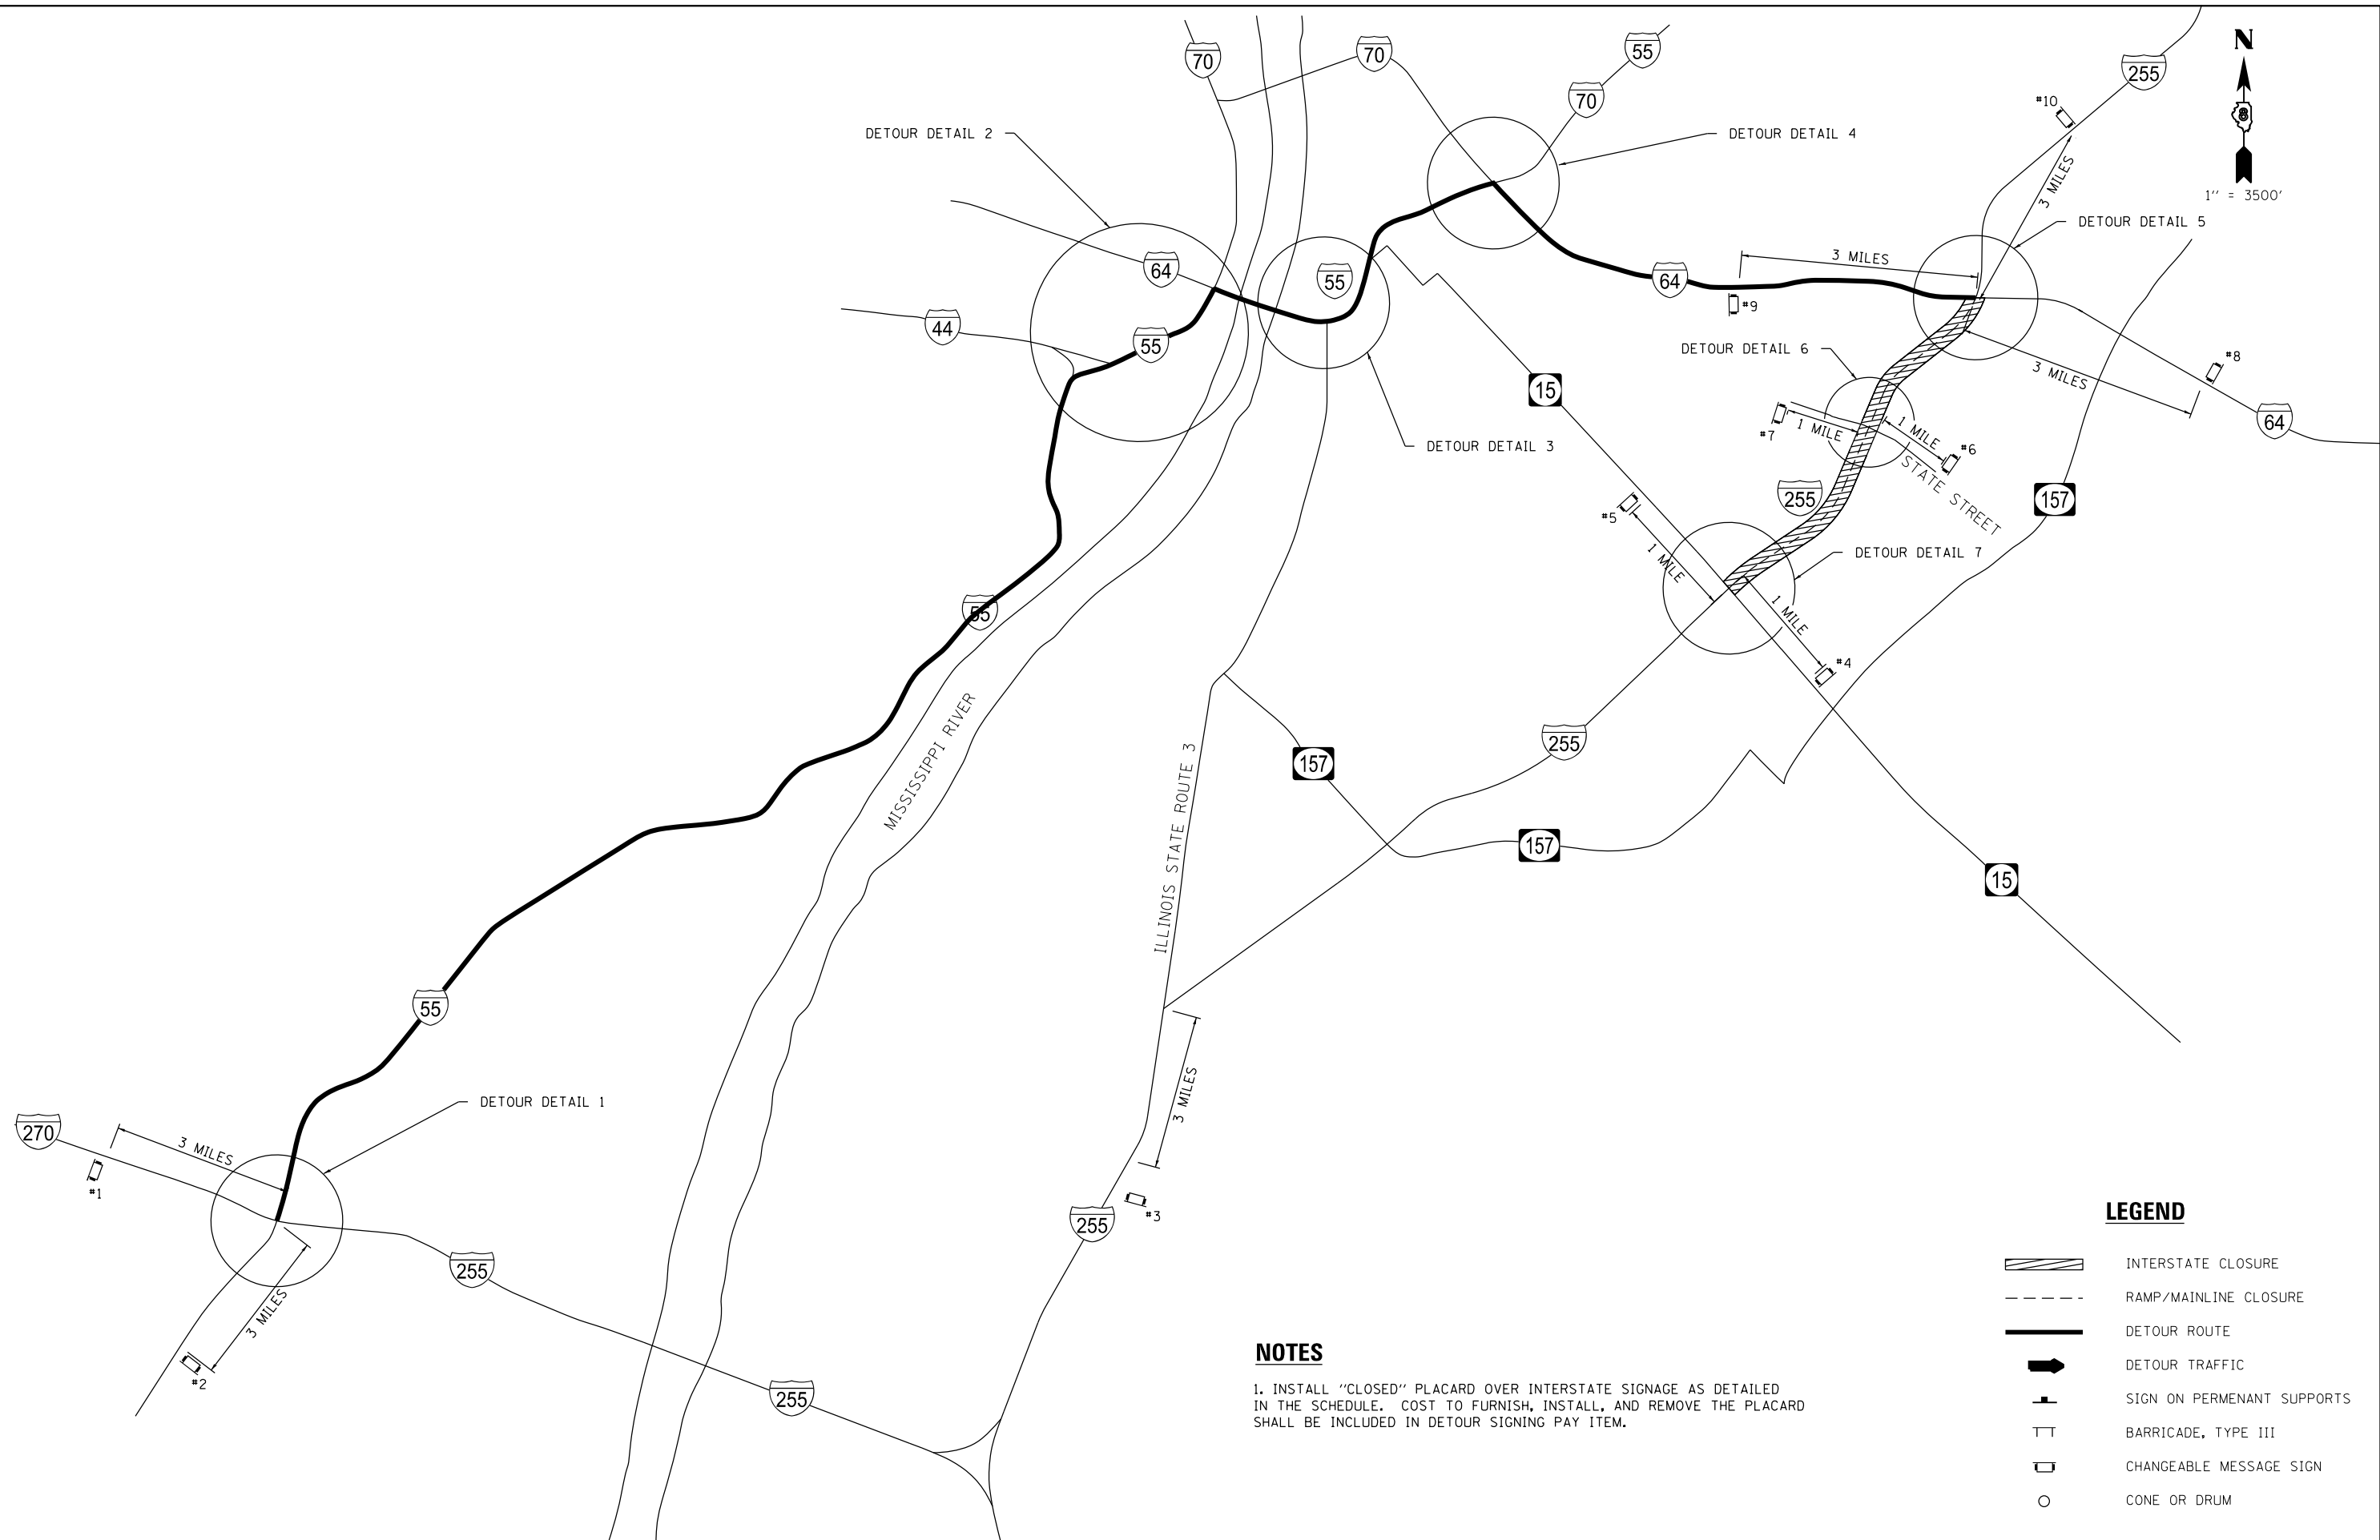 N
8
1'' = 3500'
70
70
55
70
255
#10
3 MILES
DETOUR DETAIL 2
DETOUR DETAIL 4
DETOUR DETAIL 5
64
55
64
3 MILES
#9
44
55
DETOUR DETAIL 6
3 MILES
#8
64
15
#7
1 MILE
1 MILE
#6
STATE STREET
DETOUR DETAIL 3
255
157
#5
1 MILE
DETOUR DETAIL 7
1 MILE
#4
55
MISSISSIPPI RIVER
ILLINOIS STATE ROUTE 3
157
255
157
15
55
3 MILES
DETOUR DETAIL 1
270
3 MILES
#1
255
#3
255
3 MILES
#2
255
NOTES
1. INSTALL "CLOSED" PLACARD OVER INTERSTATE SIGNAGE AS DETAILED
IN THE SCHEDULE. COST TO FURNISH, INSTALL, AND REMOVE THE PLACARD
SHALL BE INCLUDED IN DETOUR SIGNING PAY ITEM.
LEGEND
INTERSTATE CLOSURE
RAMP/MAINLINE CLOSURE
DETOUR ROUTE
DETOUR TRAFFIC
SIGN ON PERMENANT SUPPORTS
BARRICADE, TYPE III
CHANGEABLE MESSAGE SIGN
CONE OR DRUM